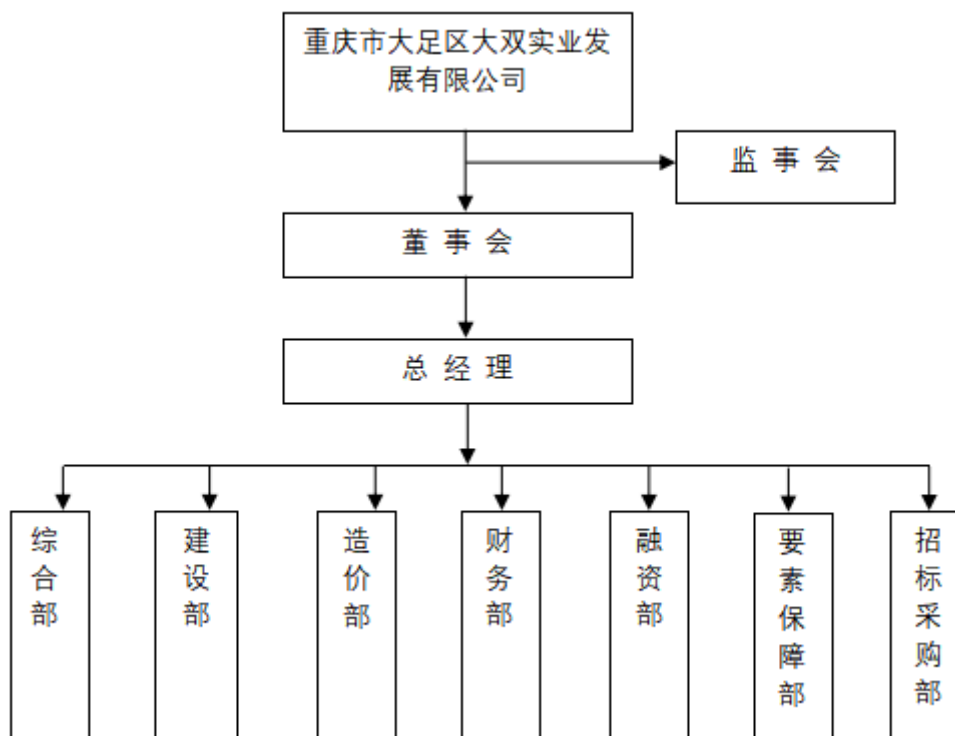 重庆市大足区大双实业发
展有限公司
监 事 会
董 事 会
总 经 理
综合部
建设部
造价部
财务部
融资部
要素保障部
招标采购部